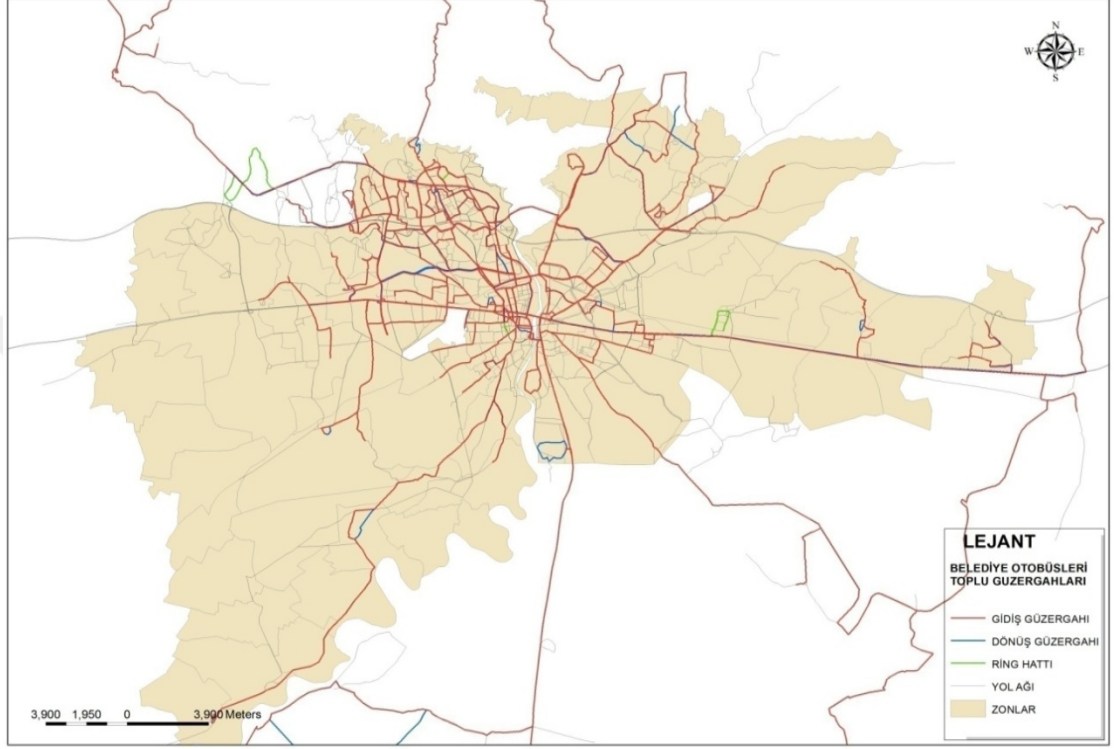 N
W E
S
LEJANT
BELEDİYE OTOBÜSLERİ
TOPLU GUZERGAHLARI
GİDİŞ GÜZERGAHI
DÖNÜŞ GÜZERGAHI
RİNG HATTI
YOL AĞI
ZONLAR
3,900 1,950 0 3,900 Meters